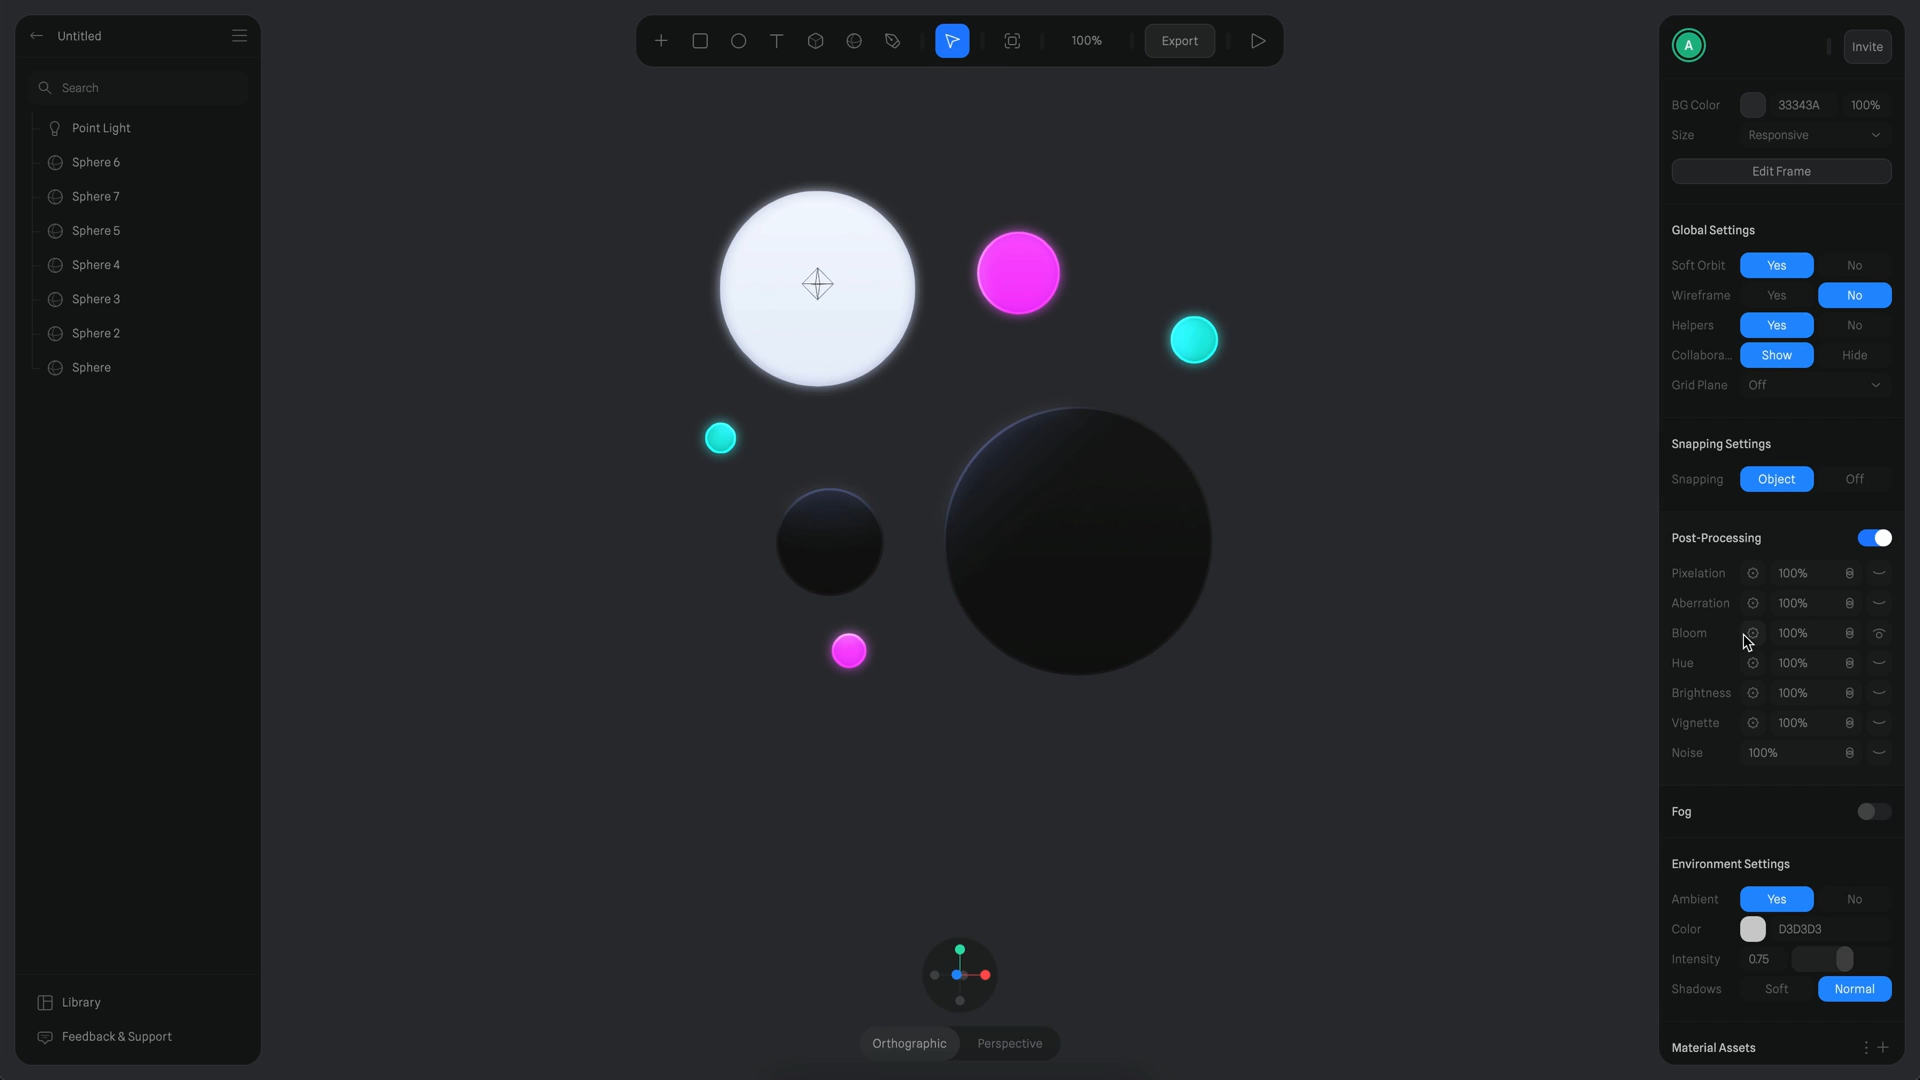 Untitled
Search
Point Light
Sphere 6
Sphere 7
Sphere 5
Sphere 4
Sphere 3
Sphere 2
Sphere
Library
Feedback & Support
100%
Export
Orthographic
Perspective
A
Invite
BG Color 33343A 100%
Size Responsive
Edit Frame
Global Settings
Soft Orbit Yes No
Wireframe Yes No
Helpers Yes No
Collabora... Show Hide
Grid Plane Off
Snapping Settings
Snapping Object Off
Post-Processing
Pixelation 100%
Aberration 100%
Bloom 100%
Hue 100%
Brightness 100%
Vignette 100%
Noise 100%
Fog
Environment Settings
Ambient Yes No
Color D3D3D3
Intensity 0.75
Shadows Soft Normal
Material Assets